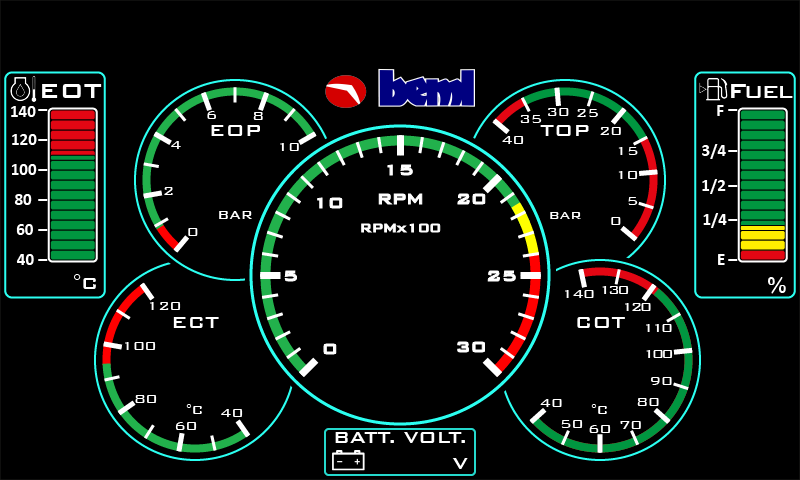 beml
EOT
140
120
100
80
60
40
°C
EOP
0
2
4
6
8
10
BAR
TOP
40
35
30
25
20
15
10
5
0
BAR
FUEL
F
3/4
1/2
1/4
E
%
RPM
RPMx100
0
5
10
15
20
25
30
ECT
120
100
80
60
40
°C
COT
140
130
120
110
100
90
80
70
60
50
40
°C
BATT. VOLT.
- +
V